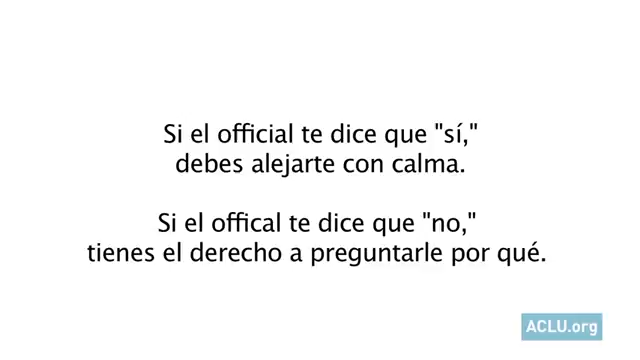 Si el official te dice que "sí,"
debes alejarte con calma.
Si el offical te dice que "no,"
tienes el derecho a preguntarle por qué.
ACLU.org